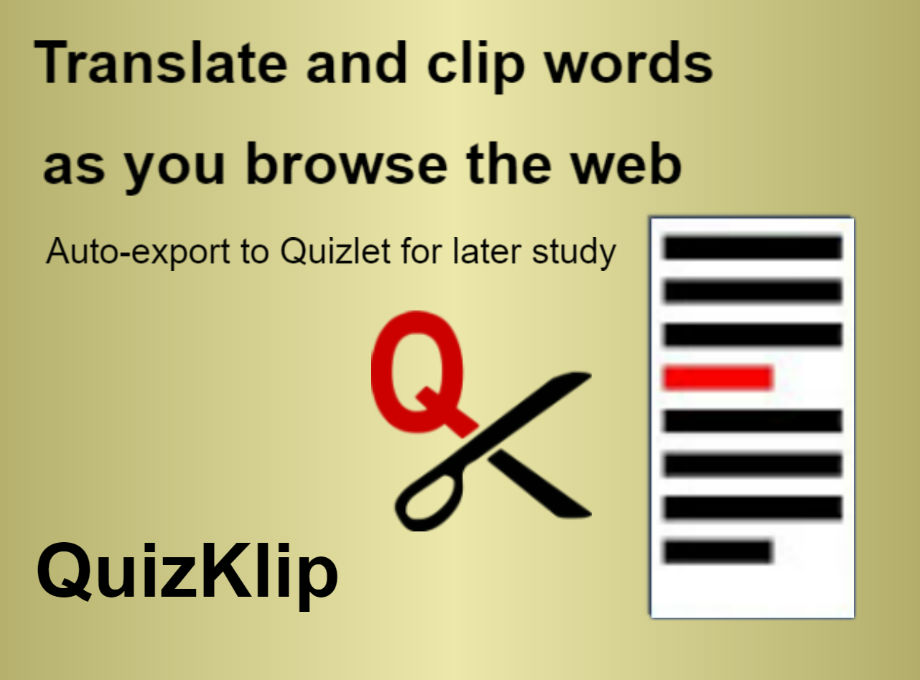 Translate and clip words
as you browse the web
Auto-export to Quizlet for later study
Q
QuizKlip